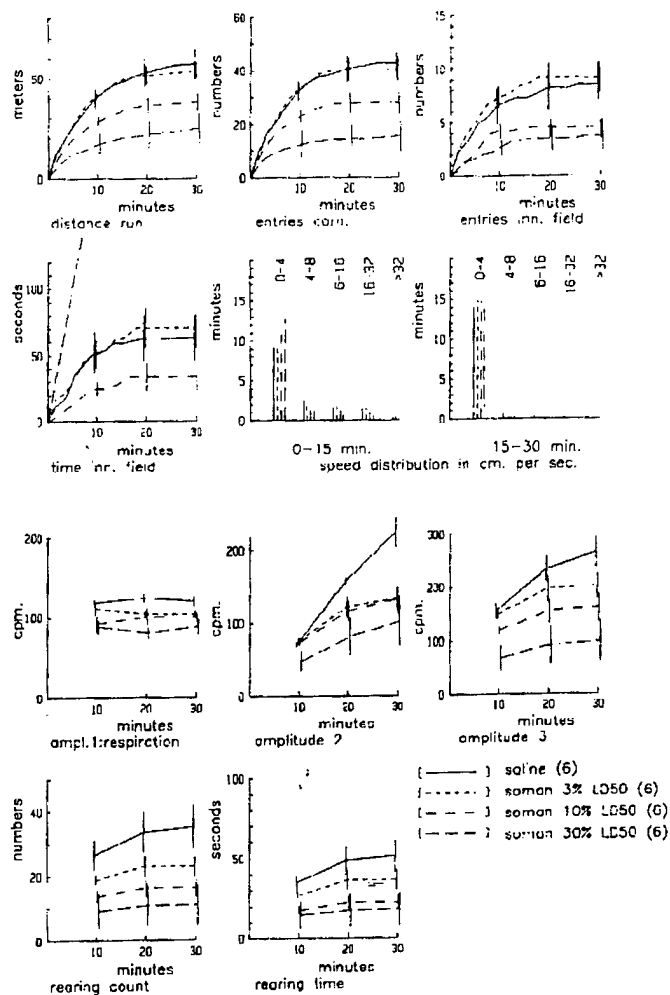 meters
50
0
10 20 30
minutes
distance run
numbers
60
40
20
0
10 20 30
minutes
entries com.
numbers
15
10
5
0
10 20 30
minutes
entries inn. field
seconds
100
50
0
10 20 30
minutes
time inr. field
minutes
15
10
5
0
0-4
4-8
8-16
16-32
>32
0-15 min.
minutes
15
10
5
0
0-4
4-8
8-16
16-32
>32
15-30 min.
speed distribution in cm. per sec.
cpm.
200
100
0
10 20 30
minutes
ampl.1:respiration
cpm.
200
100
0
10 20 30
minutes
amplitude 2
cpm.
300
200
100
0
10 20 30
minutes
amplitude 3
[ ] saline (6)
[ ] soman 3% LD50 (6)
[ ] soman 10% LD50 (6)
[ ] soman 30% LD50 (6)
numbers
40
20
0
10 20 30
minutes
rearing count
seconds
100
50
0
10 20 30
minutes
rearing time